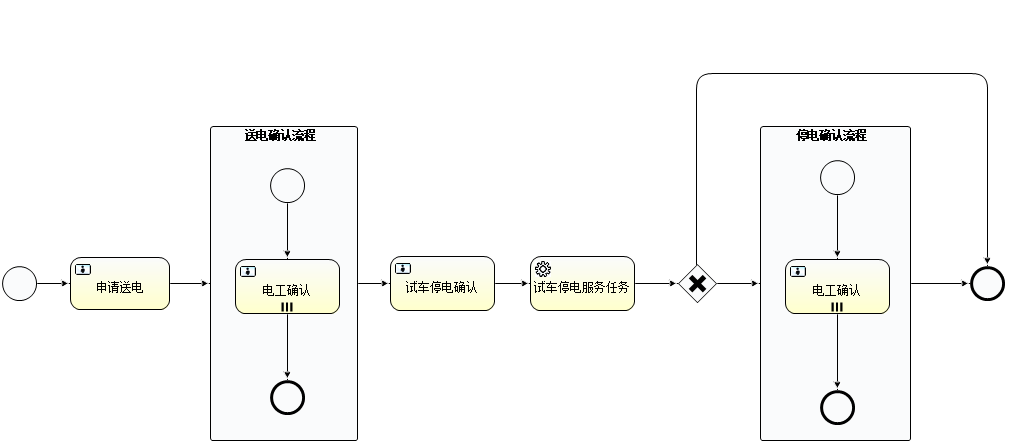 送电确认流程
停电确认流程
申请送电
电工确认
试车停电确认
试车停电服务任务
电工确认